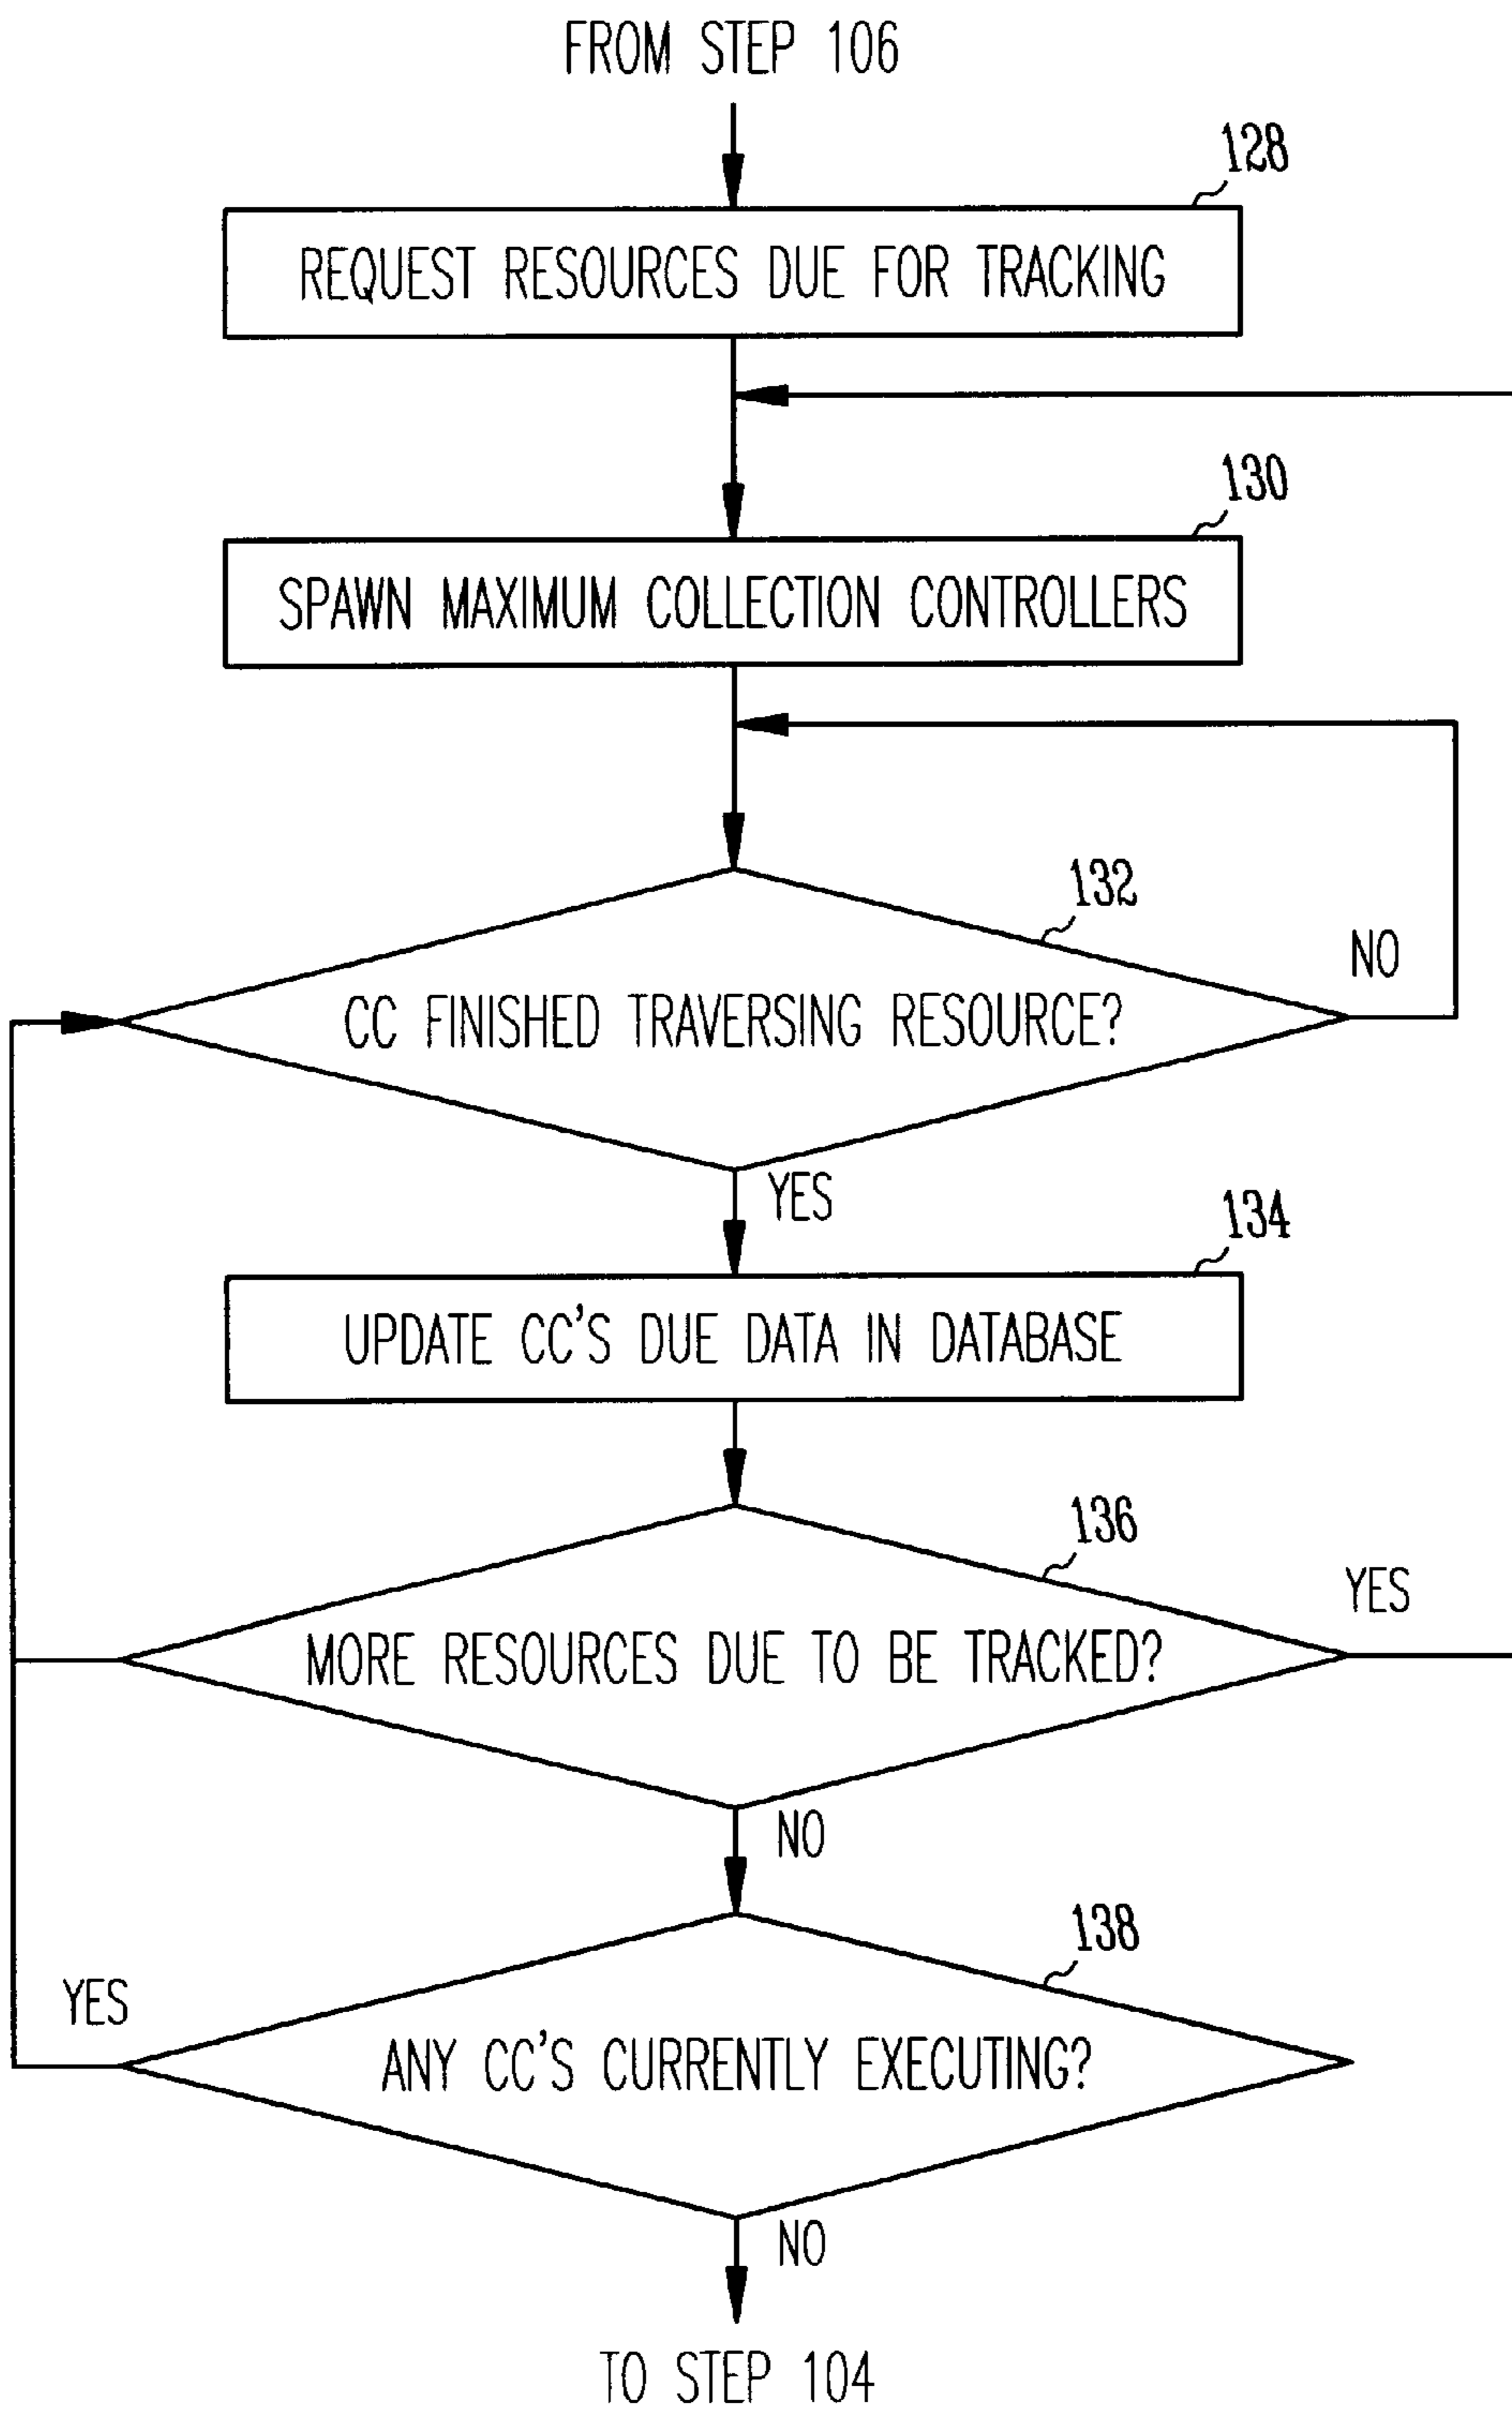 FROM STEP 106
128
REQUEST RESOURCES DUE FOR TRACKING
130
SPAWN MAXIMUM COLLECTION CONTROLLERS
132
NO
CC FINISHED TRAVERSING RESOURCE?
YES
134
UPDATE CC'S DUE DATA IN DATABASE
136
YES
MORE RESOURCES DUE TO BE TRACKED?
NO
138
YES
ANY CC'S CURRENTLY EXECUTING?
NO
TO STEP 104